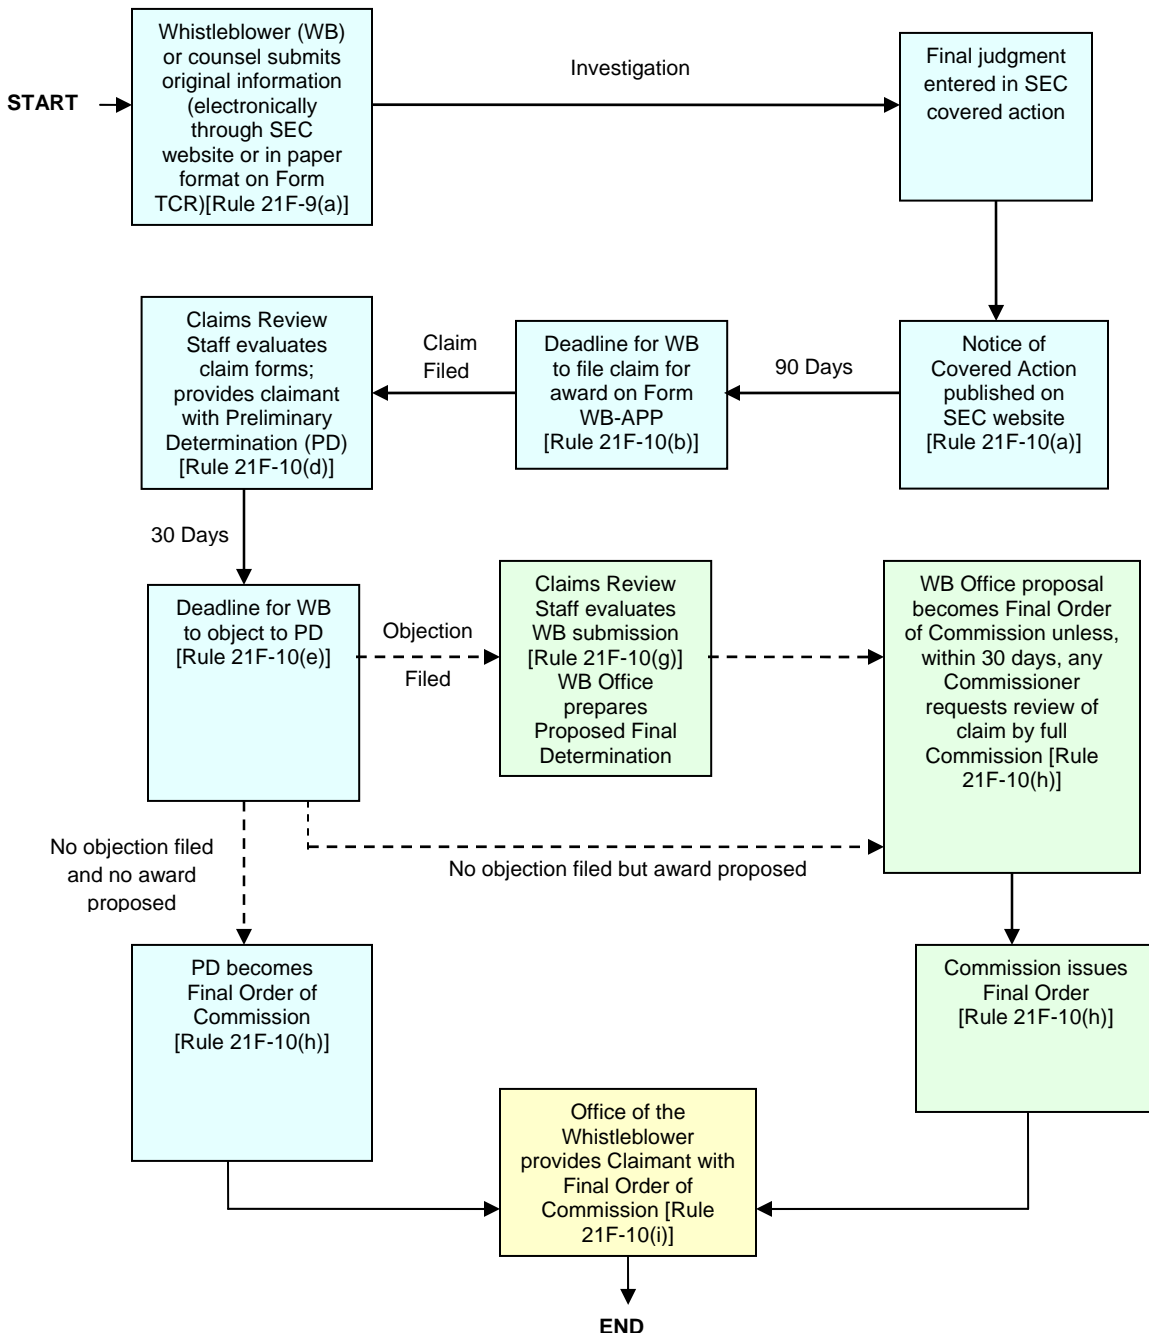 START
Whistleblower (WB)
or counsel submits
original information
(electronically
through SEC
website or in paper
format on Form
TCR)[Rule 21F-9(a)]
Investigation
Final judgment
entered in SEC
covered action
Notice of
Covered Action
published on
SEC website
[Rule 21F-10(a)]
90 Days
Deadline for WB
to file claim for
award on Form
WB-APP
[Rule 21F-10(b)]
Claim
Filed
Claims Review
Staff evaluates
claim forms;
provides claimant
with Preliminary
Determination (PD)
[Rule 21F-10(d)]
30 Days
Deadline for WB
to object to PD
[Rule 21F-10(e)]
Objection
Filed
Claims Review
Staff evaluates
WB submission
[Rule 21F-10(g)]
WB Office
prepares
Proposed Final
Determination
WB Office proposal
becomes Final Order
of Commission unless,
within 30 days, any
Commissioner
requests review of
claim by full
Commission [Rule
21F-10(h)]
No objection filed
and no award
proposed
No objection filed but award proposed
PD becomes
Final Order of
Commission
[Rule 21F-10(h)]
Commission issues
Final Order
[Rule 21F-10(h)]
Office of the
Whistleblower
provides Claimant with
Final Order of
Commission [Rule
21F-10(i)]
END